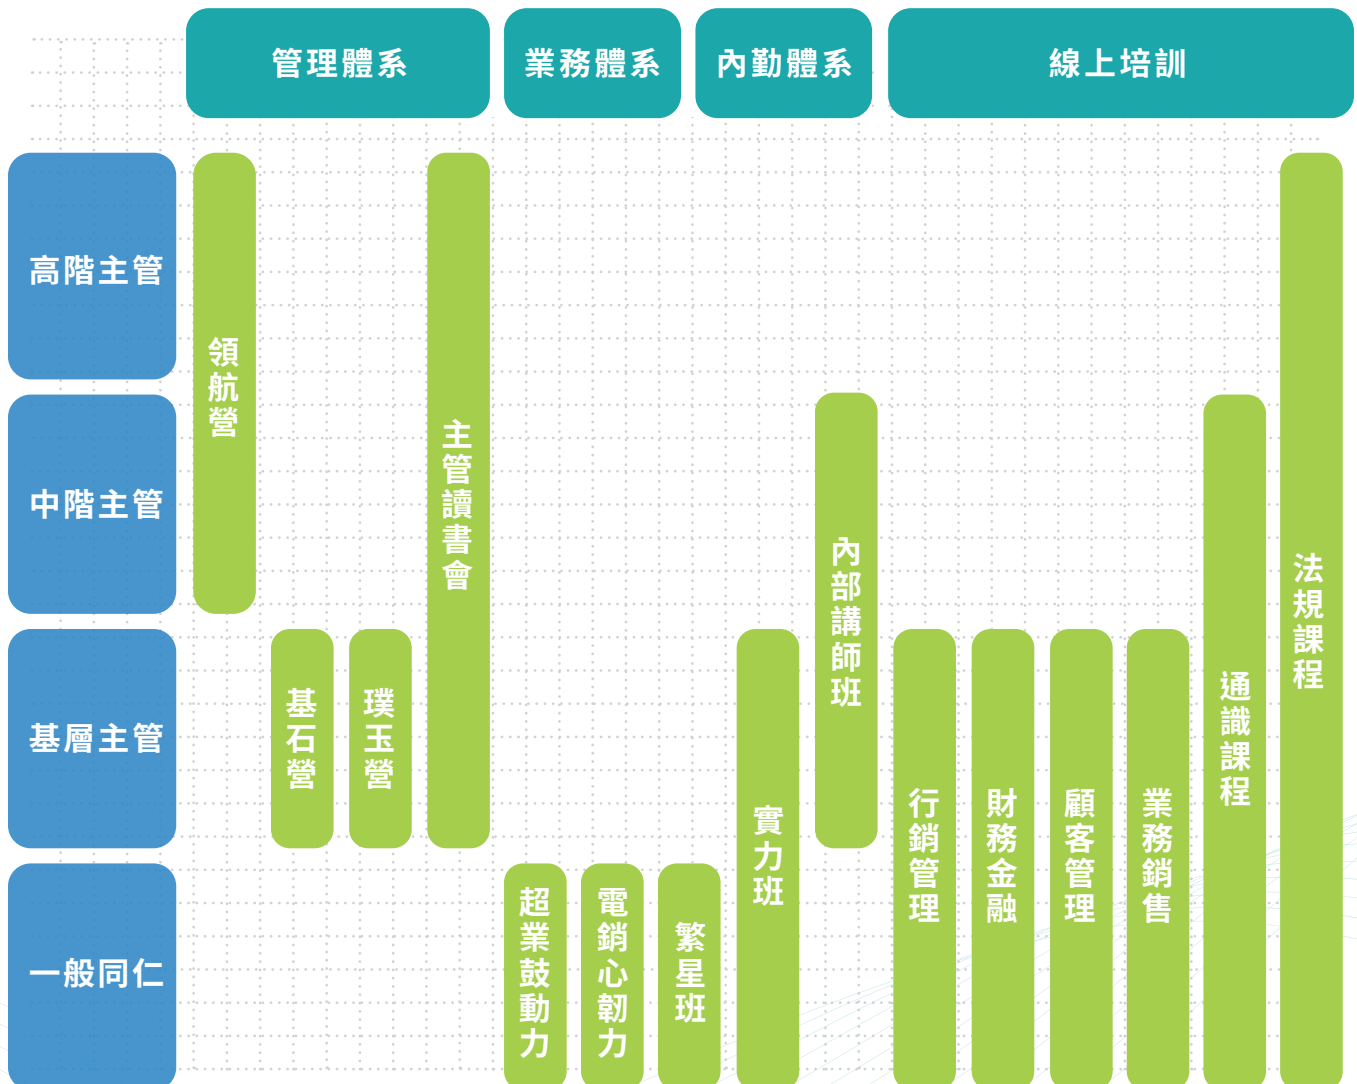 管理體系
業務體系
內勤體系
線上培訓
高階主管
中階主管
基層主管
一般同仁
領航營
基石營
璞玉營
主管讀書會
超業鼓動力
電銷心韌力
繁星班
實力班
內部講師班
行銷管理
財務金融
顧客管理
業務銷售
通識課程
法規課程